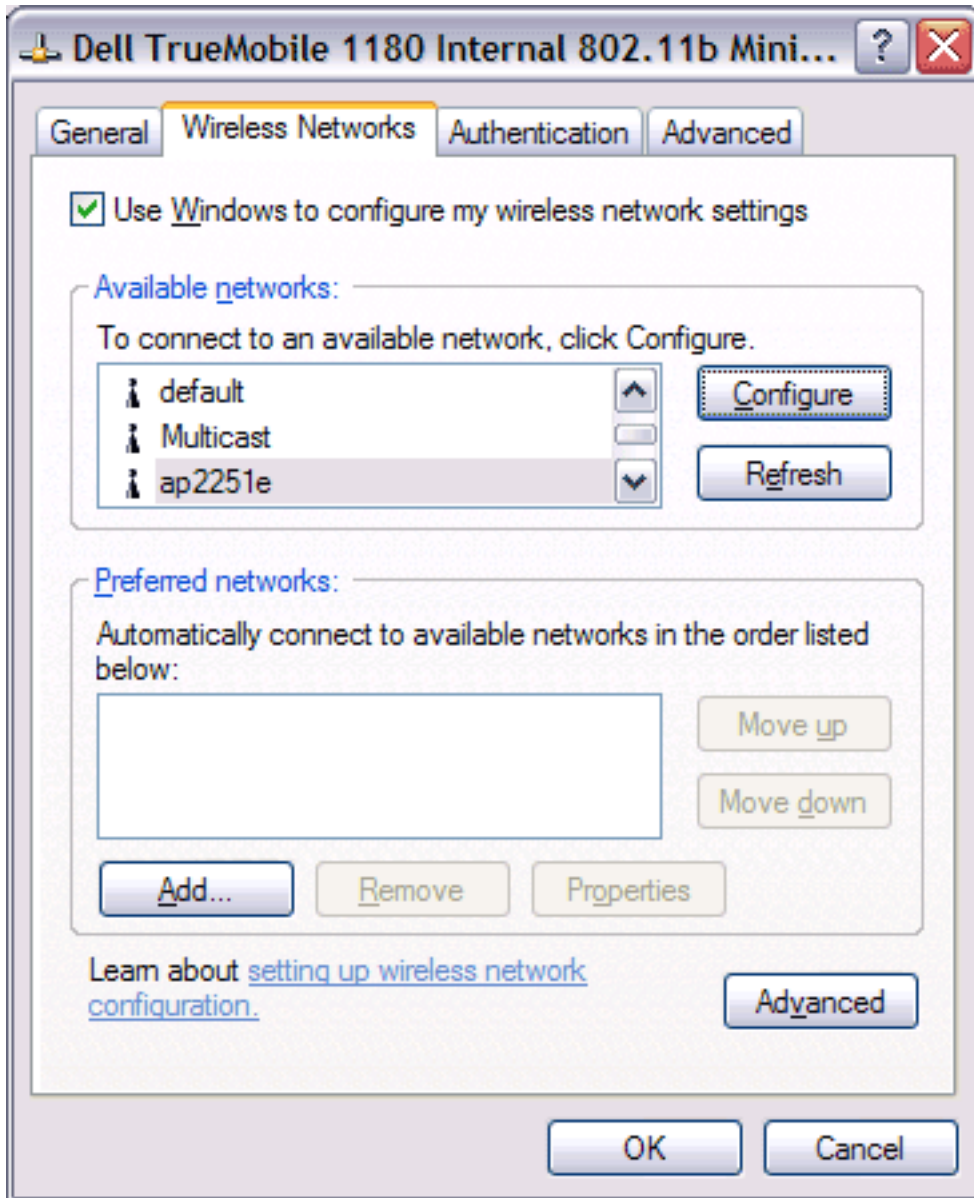 Dell TrueMobile 1180 Internal 802.11b Mini...
General
Wireless Networks
Authentication
Advanced
Use Windows to configure my wireless network settings
Available networks:
To connect to an available network, click Configure.
default
Multicast
ap2251e
Configure
Refresh
Preferred networks:
Automatically connect to available networks in the order listed
below:
Move up
Move down
Add...
Remove
Properties
Learn about setting up wireless network
configuration.
Advanced
OK
Cancel